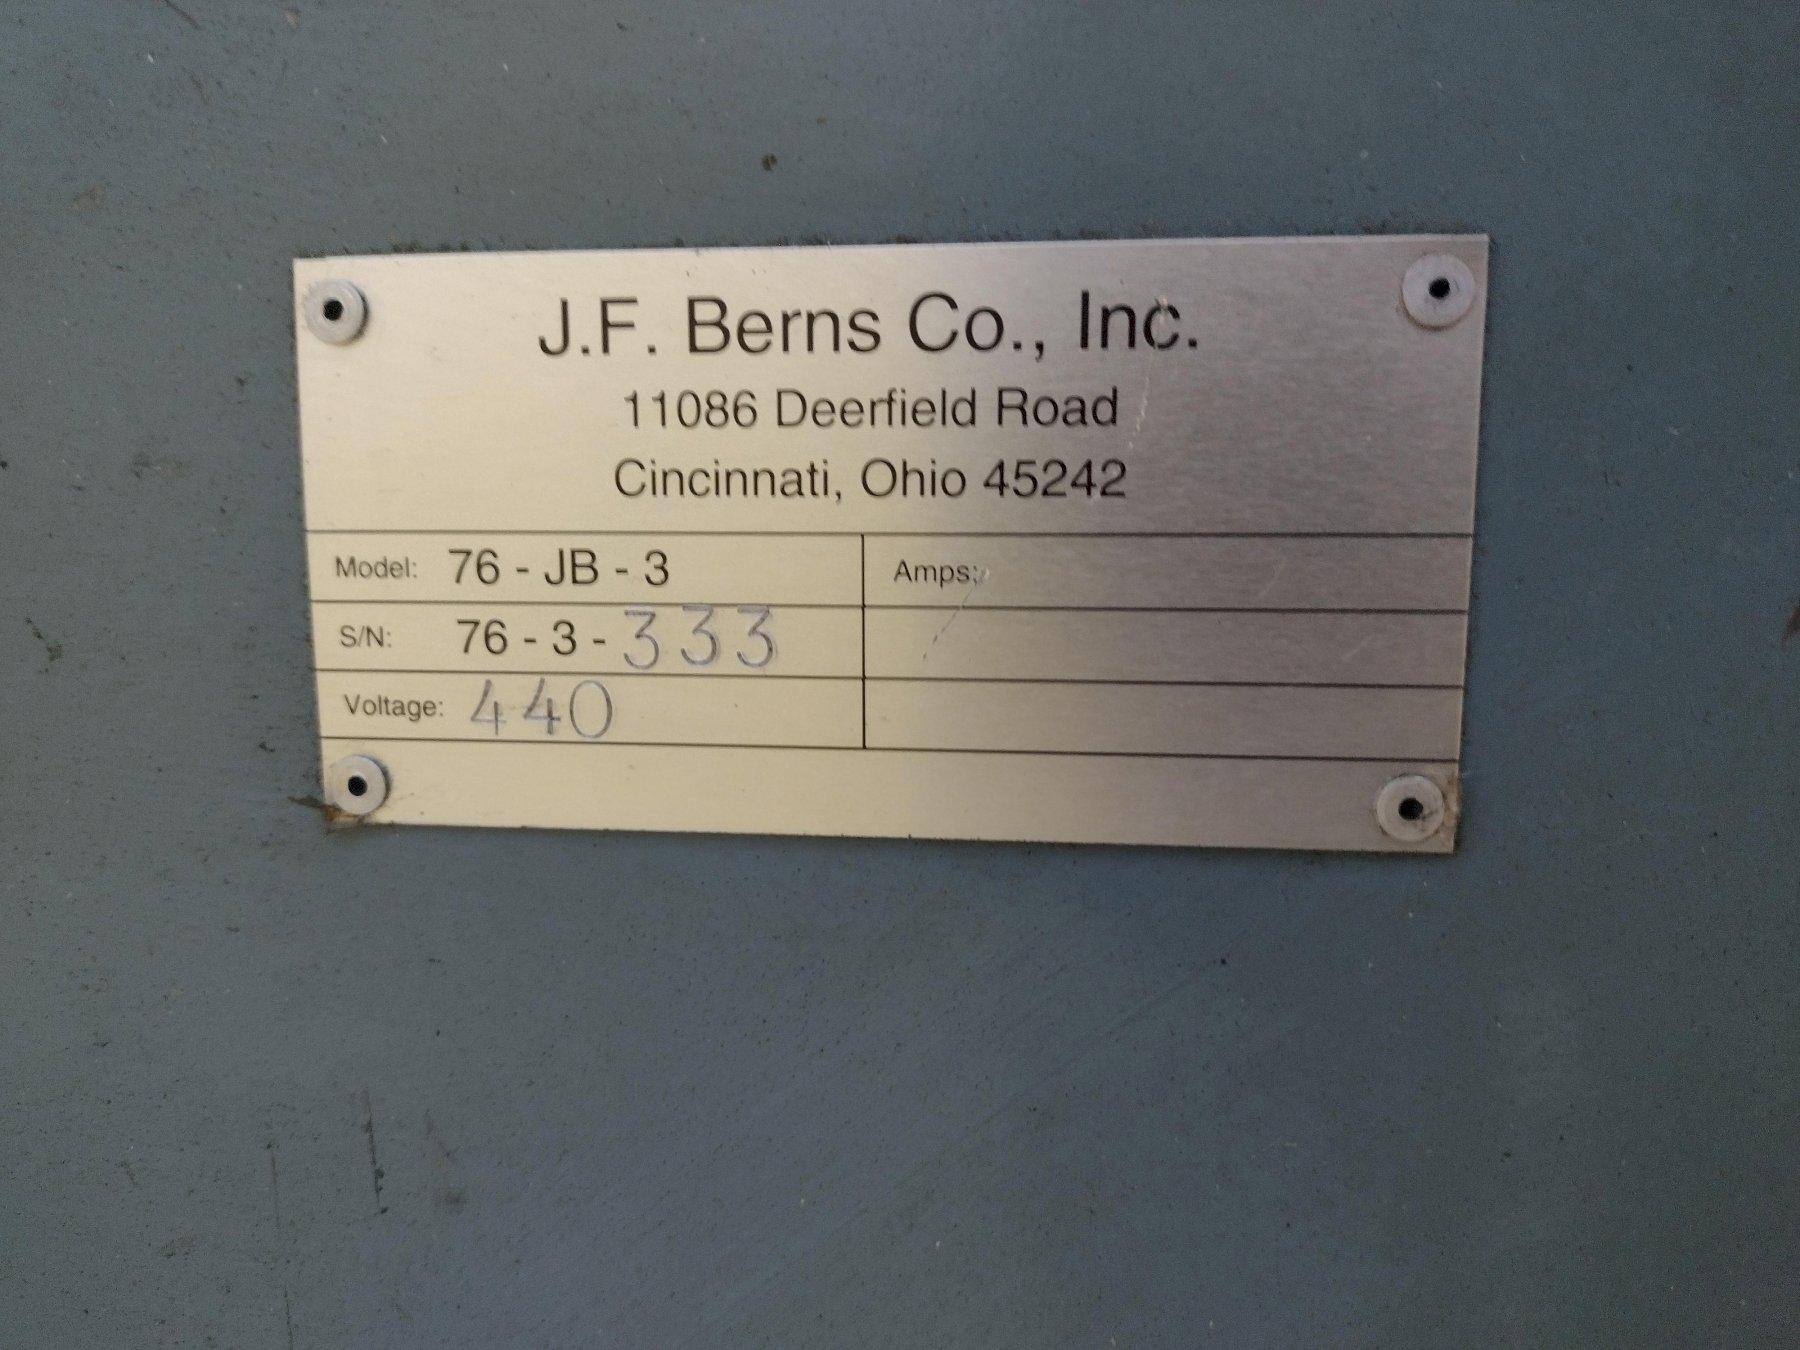 J.F. Berns Co., Inc.
11086 Deerfield Road
Cincinnati, Ohio 45242
Model: 76 - JB - 3
Amps:
S/N: 76 - 3 - 333
Voltage: 440